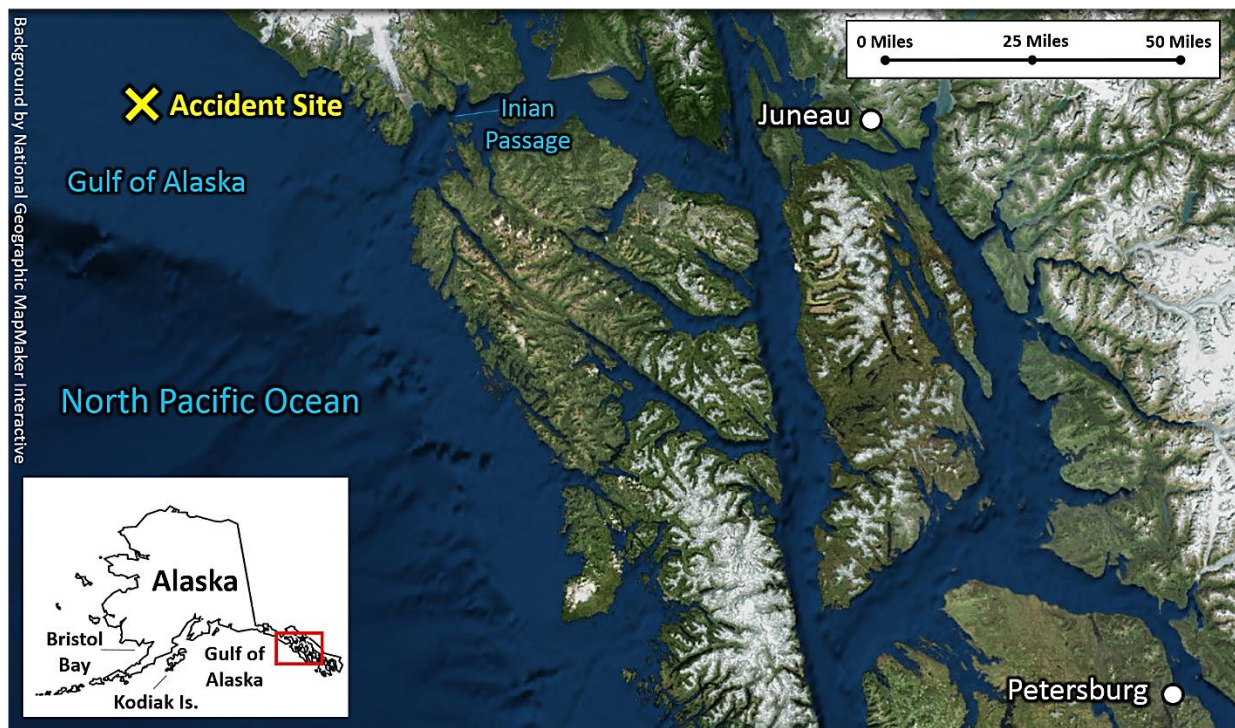 Background by National Geographic MapMaker Interactive
0 Miles 25 Miles 50 Miles
Accident Site
Inian
Passage
Juneau
Gulf of Alaska
North Pacific Ocean
Alaska
Bristol
Bay
Gulf of
Alaska
Kodiak Is.
Petersburg